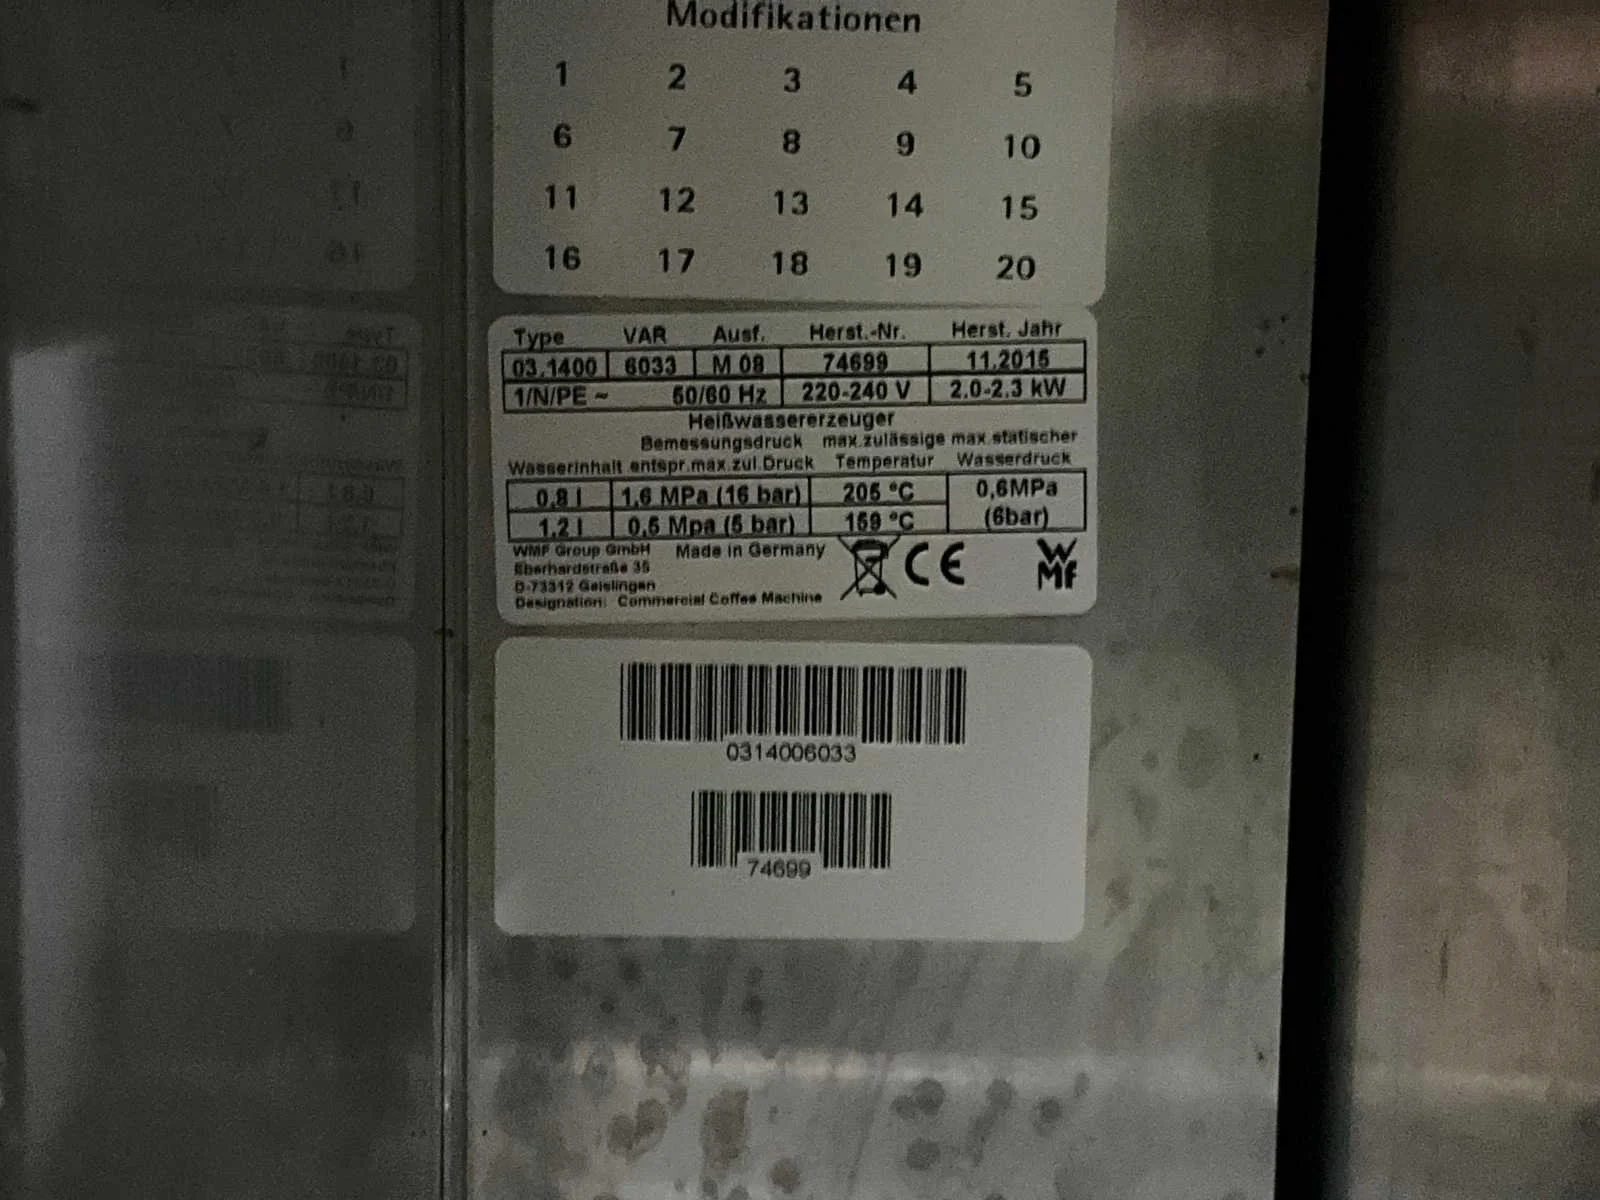 Modifikationen
1 2 3 4 5
6 7 8 9 10
11 12 13 14 15
16 17 18 19 20
Type VAR Ausf. Herst.-Nr. Herst. Jahr
03.1400 6033 M 08 74699 11.2015
1/N/PE ~ 50/60 Hz 220-240 V 2.0-2.3 kW
Heißwassererzeuger
Bemessungsdruck max.zulässige max.statischer
Wasserinhalt entspr.max.zul.Druck Temperatur Wasserdruck
0,8 l 1,6 MPa (16 bar) 205 °C 0,6MPa
1,2 l 0,5 Mpa (5 bar) 159 °C (6bar)
WMF Group GmbH Made in Germany
Eberhardstraße 35
D-73312 Geislingen
Designation: Commercial Coffee Machine
CE
WMF
0314006033
74699